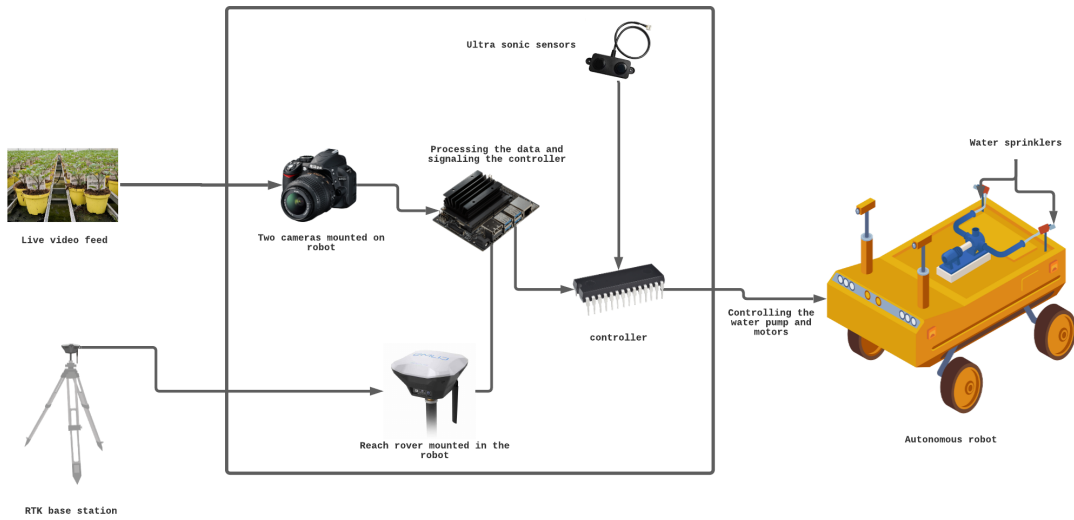 Ultra sonic sensors
Water sprinklers
Processing the data and
signaling the controller
Live video feed
Two cameras mounted on
robot
Nikon
controller
Controlling the
water pump and
motors
Reach rover mounted in the
robot
Autonomous robot
RTK base station